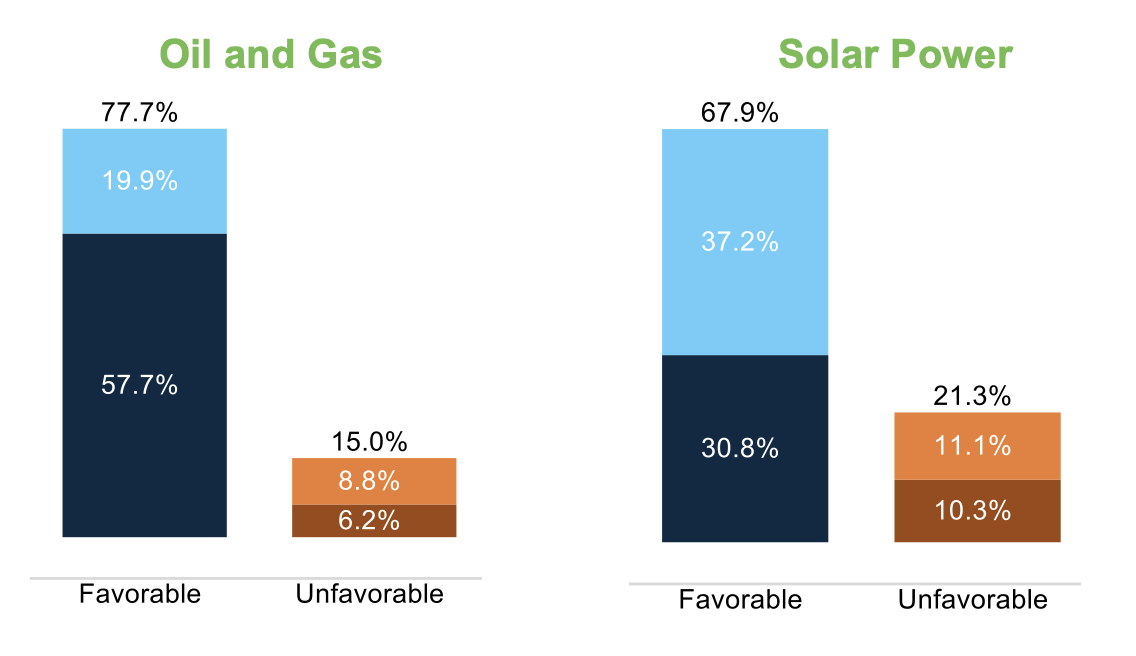 Oil and Gas
77.7%
19.9%
57.7%
15.0%
8.8%
6.2%
Favorable
Unfavorable
Solar Power
67.9%
37.2%
30.8%
21.3%
11.1%
10.3%
Favorable
Unfavorable